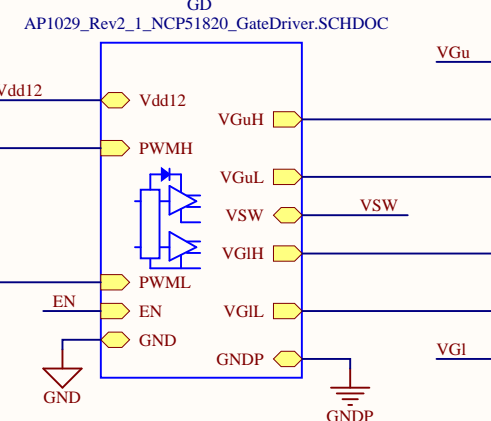 GD
AP1029_Rev2_1_NCP51820_GateDriver.SCHDOC
VGu
Vdd12
Vdd12
VGuH
PWMH
VGuL
VSW
VSW
VGlH
PWML
EN
EN
VGlL
GND
VGl
GNDP
GND
GNDP